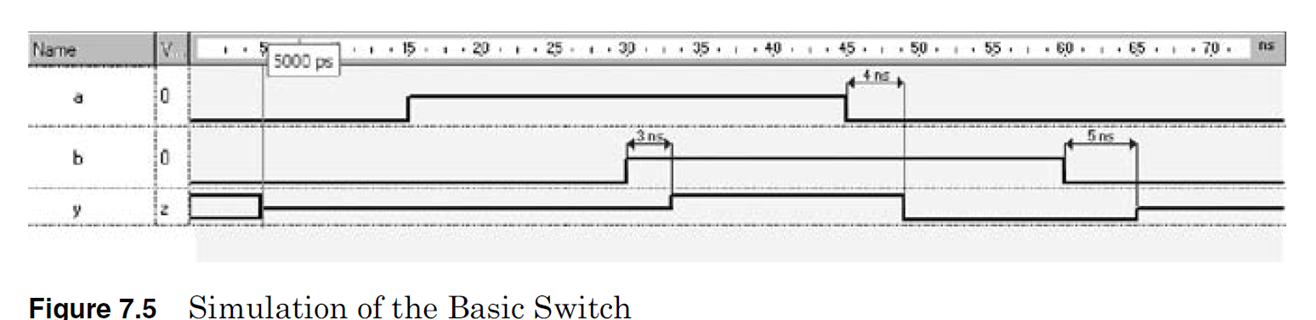 Name V.. 5 15 20 25 30 35 40 45 50 55 60 65 70 ns
5000 ps
a 0 4 ns
b 0 3 ns 5 ns
y z
Figure 7.5 Simulation of the Basic Switch